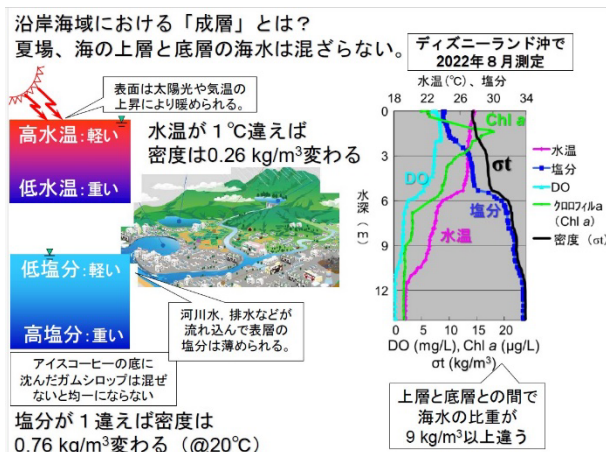 沿岸海域における「成層」とは？
夏場、海の上層と底層の海水は混ざらない。
表面は太陽光や気温の
上昇により暖められる。
高水温：軽い
低水温：重い
水温が１℃違えば
密度は0.26 kg/m³変わる
低塩分：軽い
高塩分：重い
河川水，排水などが
流れ込んで表層の
塩分は薄められる。
アイスコーヒーの底に
沈んだガムシロップは混ぜ
ないと均一にならない
塩分が１違えば密度は
0.76 kg/m³変わる（@20℃）
ディズニーランド沖で
2022年８月測定
水温(℃)、塩分
18 22 26 30 34
0
3
6
9
12
水深(m)
Chl a
DO
σt
塩分
水温
水温
塩分
DO
クロロフィルa
（Chl a）
密度（σt）
0 5 10 15 20
DO (mg/L), Chl a (μg/L)
σt (kg/m³)
上層と底層との間で
海水の比重が
9 kg/m³以上違う